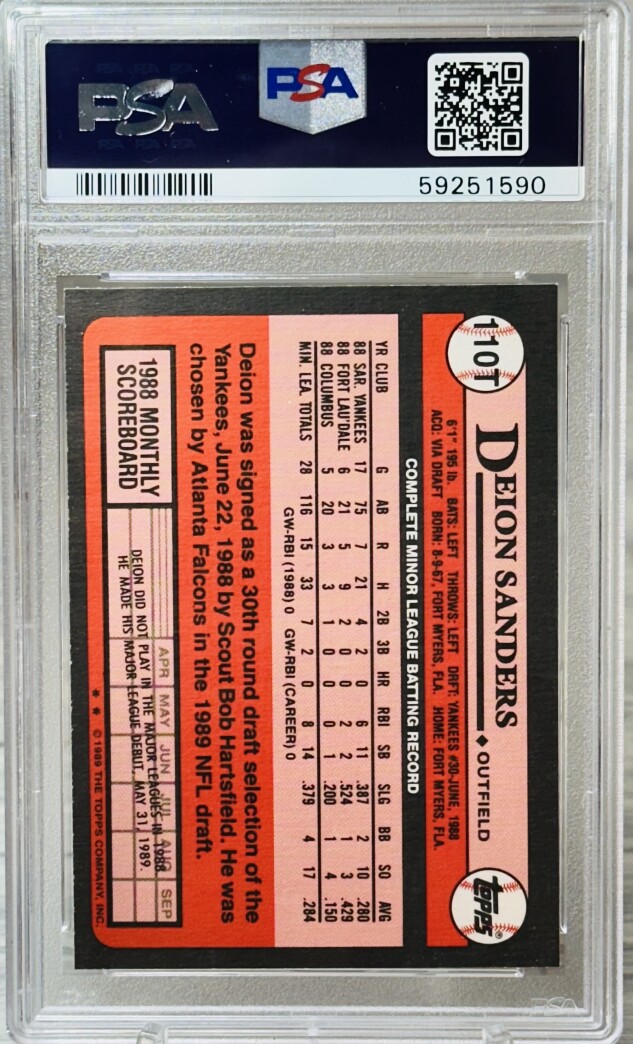 PSA
PSA
59251590
110T
DEION SANDERS ♦ OUTFIELD
topps®
6'1" 195 lb. BATS: LEFT THROWS: LEFT DRFT: YANKEES #30-JUNE, 1988
ACQ: VIA DRAFT BORN: 8-9-67, FORT MYERS, FLA. HOME: FORT MYERS, FLA.
COMPLETE MINOR LEAGUE BATTING RECORD
YR CLUB G AB R H 2B 3B HR RBI SB SLG BB SO AVG
88 SAR. YANKEES 17 75 7 21 4 2 0 6 11 .387 2 10 .280
88 FORT LAU'DALE 6 21 5 9 2 0 0 2 2 .524 1 3 .429
88 COLUMBUS 5 20 3 3 1 0 0 0 1 .200 1 4 .150
MIN. LEA. TOTALS 28 116 15 33 7 2 0 8 14 .379 4 17 .284
GW-RBI (1988) 0 GW-RBI (CAREER) 0
Deion was signed as a 30th round draft selection of the
Yankees, June 22, 1988 by Scout Bob Hartsfield. He was
chosen by Atlanta Falcons in the 1989 NFL draft.
1988 MONTHLY
SCOREBOARD
APR MAY JUN JUL AUG SEP
DEION DID NOT PLAY IN THE MAJOR LEAGUES IN 1988.
HE MADE HIS MAJOR LEAGUE DEBUT, MAY 31, 1989.
* * © 1989 THE TOPPS COMPANY, INC.
PSA